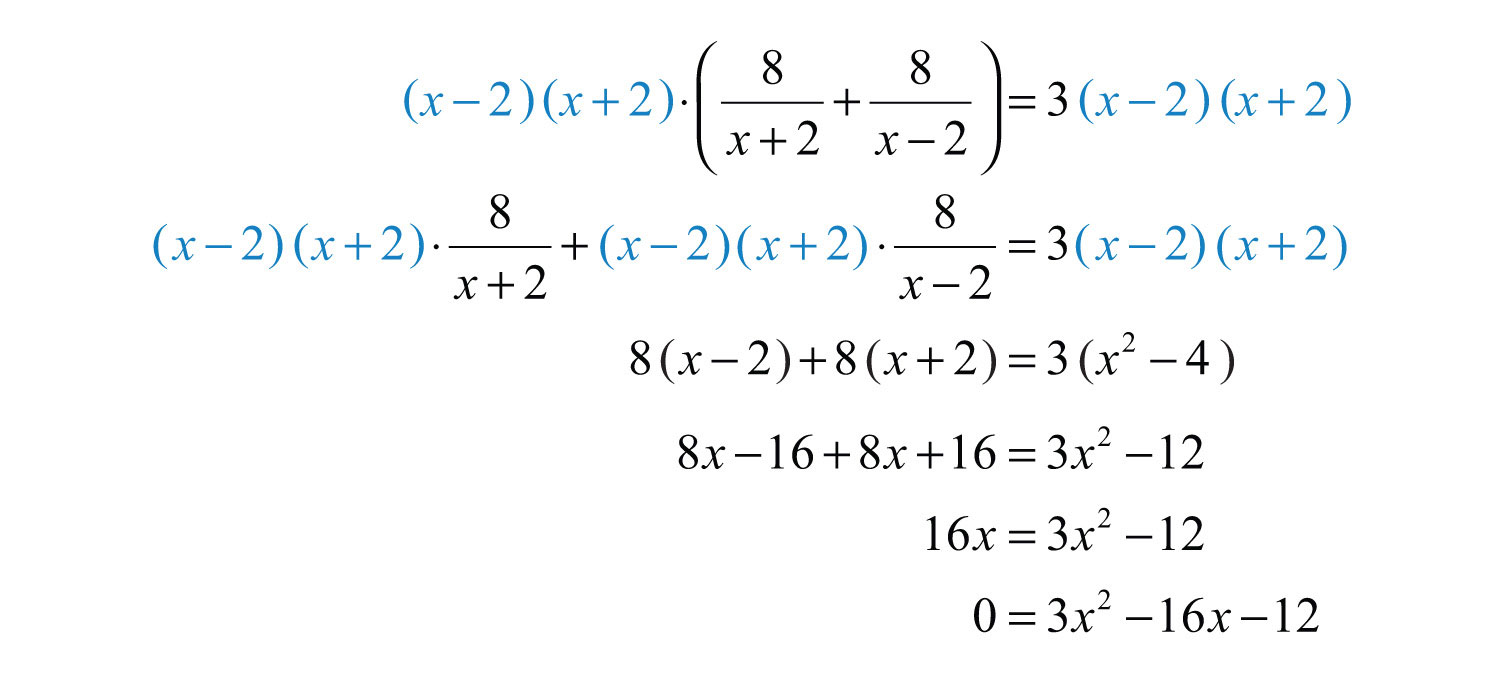 (x − 2)(x + 2) · (8/(x + 2) + 8/(x − 2)) = 3(x − 2)(x + 2)
(x − 2)(x + 2) · 8/(x + 2) + (x − 2)(x + 2) · 8/(x − 2) = 3(x − 2)(x + 2)
8(x − 2) + 8(x + 2) = 3(x² − 4)
8x − 16 + 8x + 16 = 3x² − 12
16x = 3x² − 12
0 = 3x² − 16x − 12